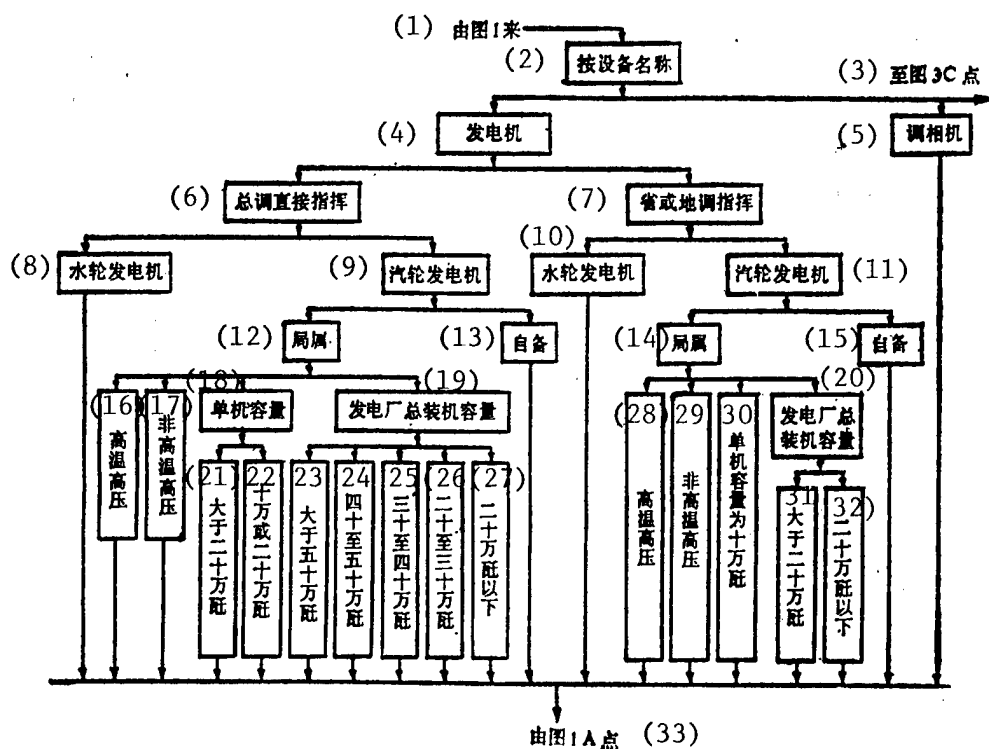 (1) 由图1来
(2) 按设备名称
(3) 至图3C点
(4) 发电机
(5) 调相机
(6) 总调直接指挥
(7) 省或地调指挥
(8) 水轮发电机
(9) 汽轮发电机
(10) 水轮发电机
汽轮发电机 (11)
(12) 局属
(13) 自备
(14) 局属
(15) 自备
(16) 高温高压
(17) 非高温高压
(18) 单机容量
(19) 发电厂总装机容量
(20) 发电厂总
装机容量
(21) 大于二十万瓩
22 十万或二十万瓩
23 大于五十万瓩
24 四十至五十万瓩
25 三十至四十万瓩
(26 二十至三十万瓩
(27) 二十万瓩以下
(28) 高温高压
29 非高温高压
30 单机容量为十万瓩
31 大于二十万瓩
32) 二十万瓩以下
由图1A点 (33)